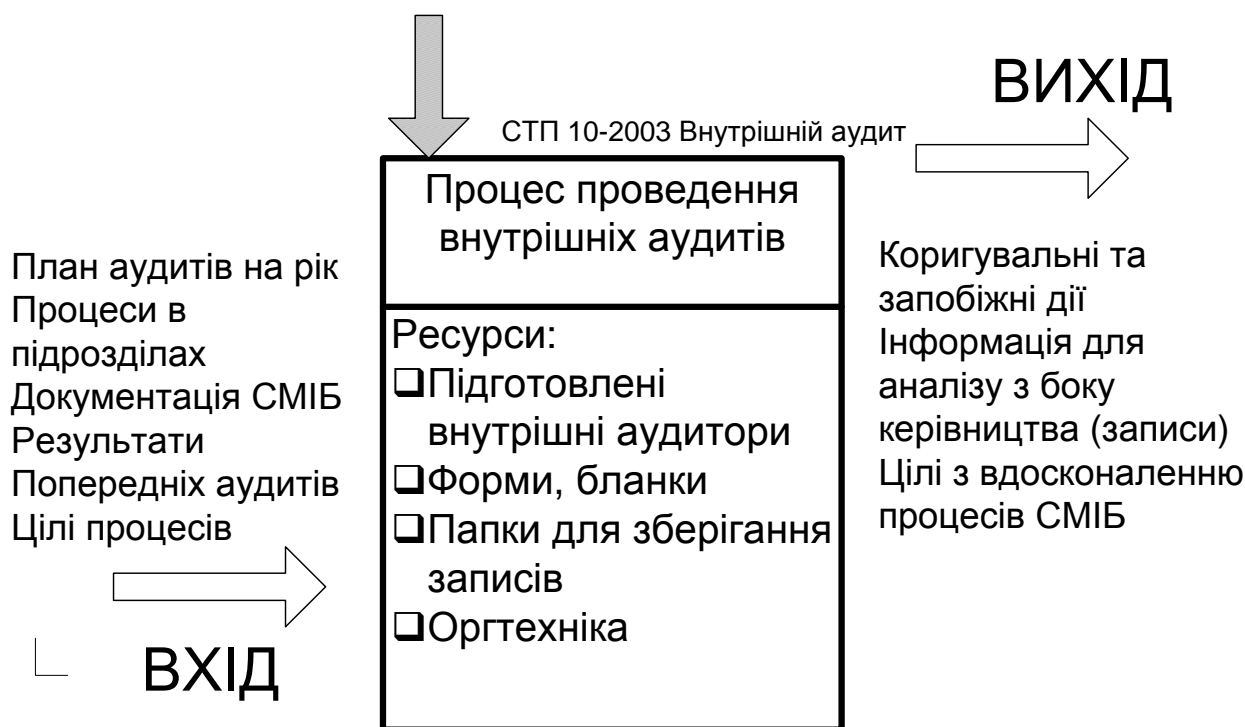 ВИХІД
СТП 10-2003 Внутрішній аудит
Процес проведення
внутрішніх аудитів
План аудитів на рік
Процеси в
підрозділах
Документація СМІБ
Результати
Попередніх аудитів
Цілі процесів
ВХІД
Ресурси:
Підготовлені
внутрішні аудитори
Форми, бланки
Папки для зберігання
записів
Оргтехніка
Коригувальні та
запобіжні дії
Інформація для
аналізу з боку
керівництва (записи)
Цілі з вдосконаленню
процесів СМІБ